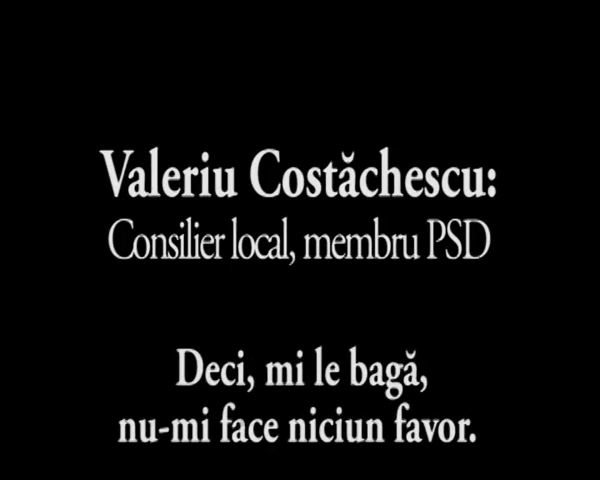 Valeriu Costăchescu:
Consilier local, membru PSD
Deci, mi le bagă,
nu-mi face niciun favor.